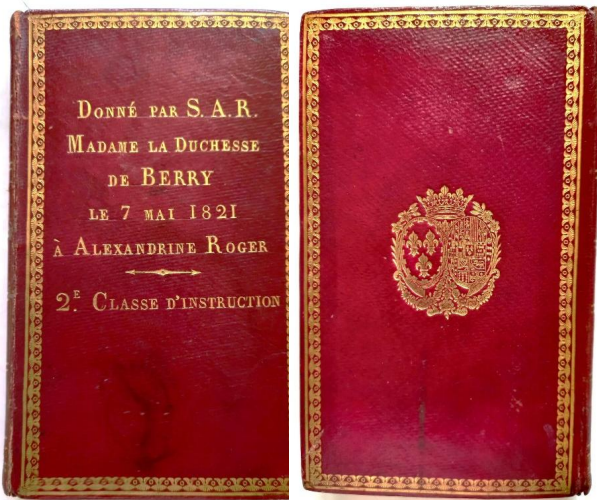 DONNÉ PAR S.A.R.
MADAME LA DUCHESSE
DE BERRY
LE 7 MAI 1821
À ALEXANDRINE ROGER
2.E CLASSE D'INSTRUCTION